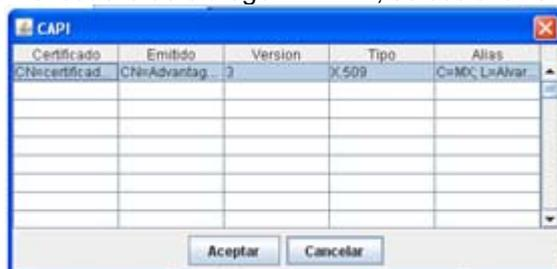 CAPI
Certificado Emitido Version Tipo Alias
CN=certificad... CN=Advantag... 3 X.509 C=MX; L=Alvar...
Aceptar Cancelar